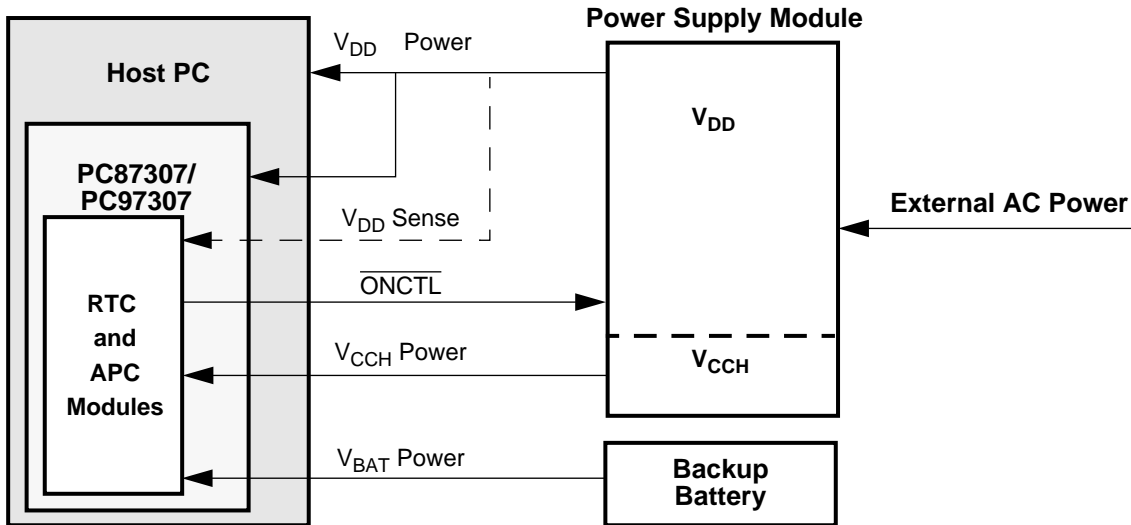 Power Supply Module
V_DD Power
Host PC
V_DD
PC87307/
PC97307
External AC Power
V_DD Sense
ONCTL
RTC
and
APC
Modules
V_CCH Power
V_CCH
V_BAT Power
Backup
Battery